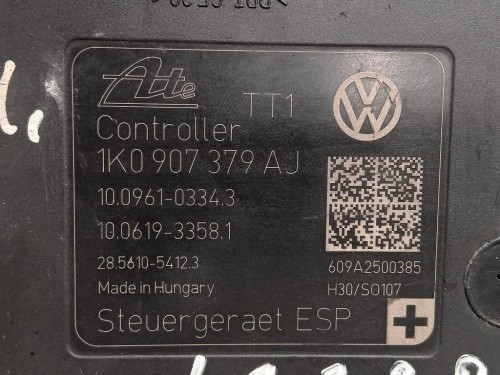 Ate
TT1
Controller
1K0 907 379 AJ
10.0961-0334.3
10.0619-3358.1
28.5610-5412.3
609A2500385
Made in Hungary
H30/SO107
Steuergeraet ESP